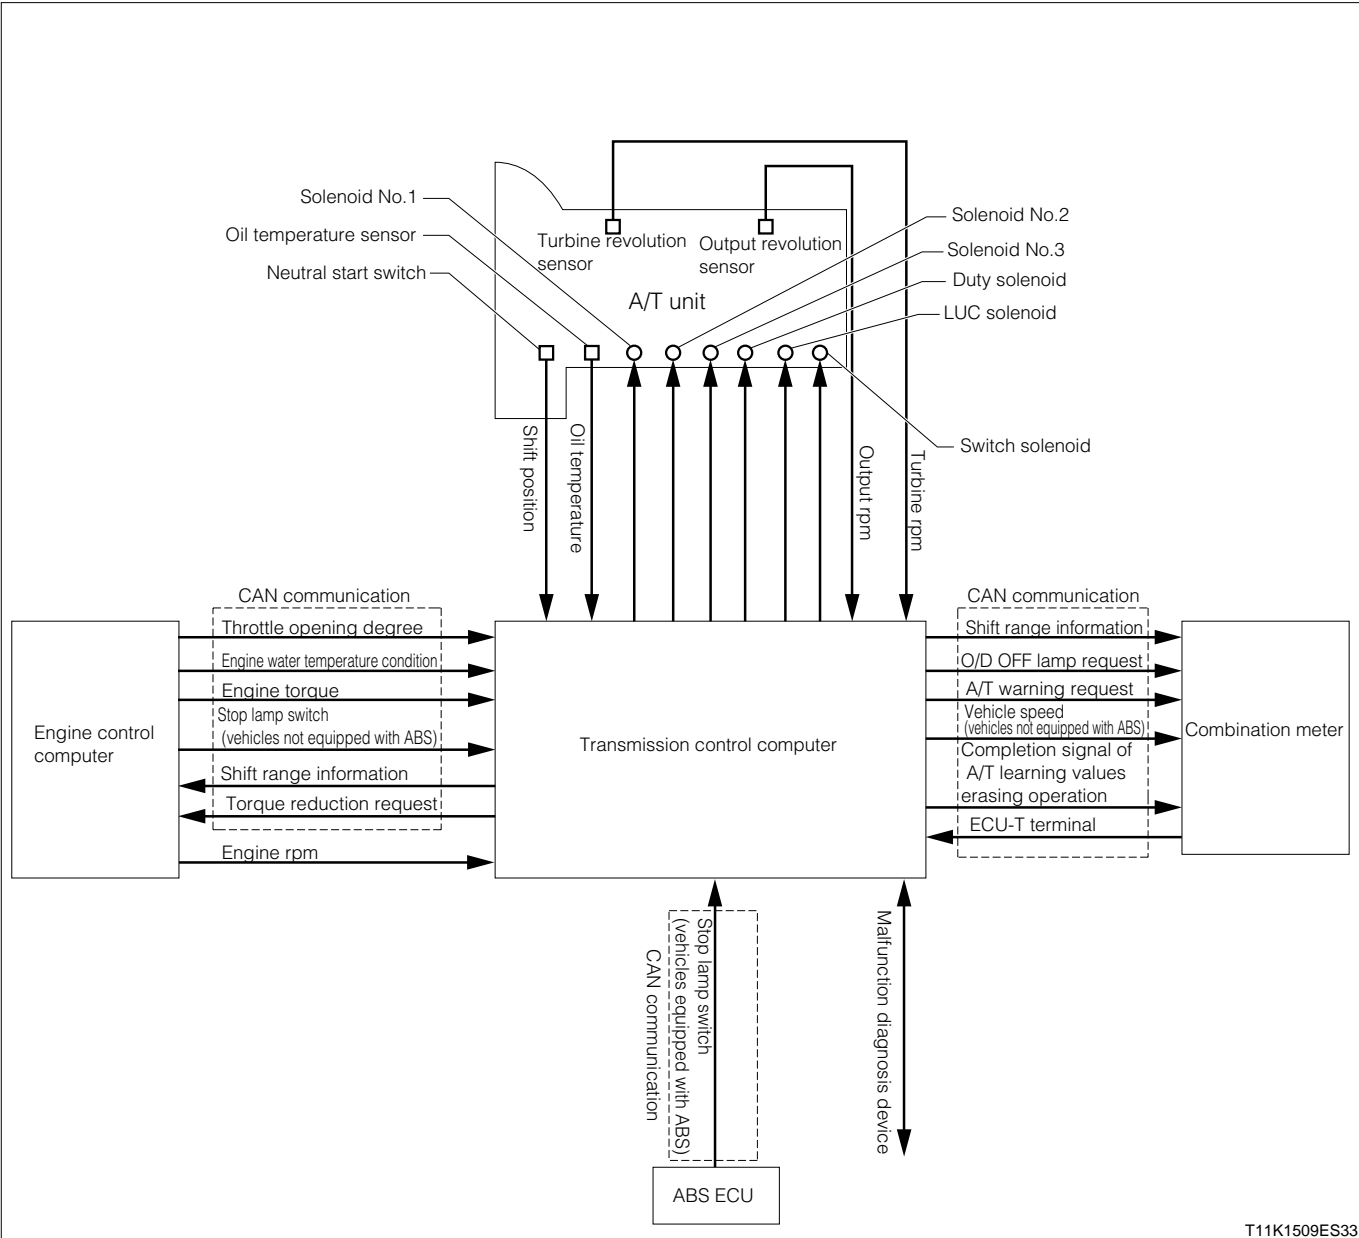 Solenoid No.1
Oil temperature sensor
Neutral start switch
Turbine revolution
sensor
Output revolution
sensor
A/T unit
Solenoid No.2
Solenoid No.3
Duty solenoid
LUC solenoid
Switch solenoid
Shift position
Oil temperature
Output rpm
Turbine rpm
CAN communication
Throttle opening degree
Engine water temperature condition
Engine torque
Stop lamp switch
(vehicles not equipped with ABS)
Shift range information
Torque reduction request
Engine rpm
Engine control
computer
Transmission control computer
CAN communication
Shift range information
O/D OFF lamp request
A/T warning request
Vehicle speed
(vehicles not equipped with ABS)
Completion signal of
A/T learning values
erasing operation
ECU-T terminal
Combination meter
Stop lamp switch
(vehicles equipped with ABS)
CAN communication
Malfunction diagnosis device
ABS ECU
T11K1509ES33